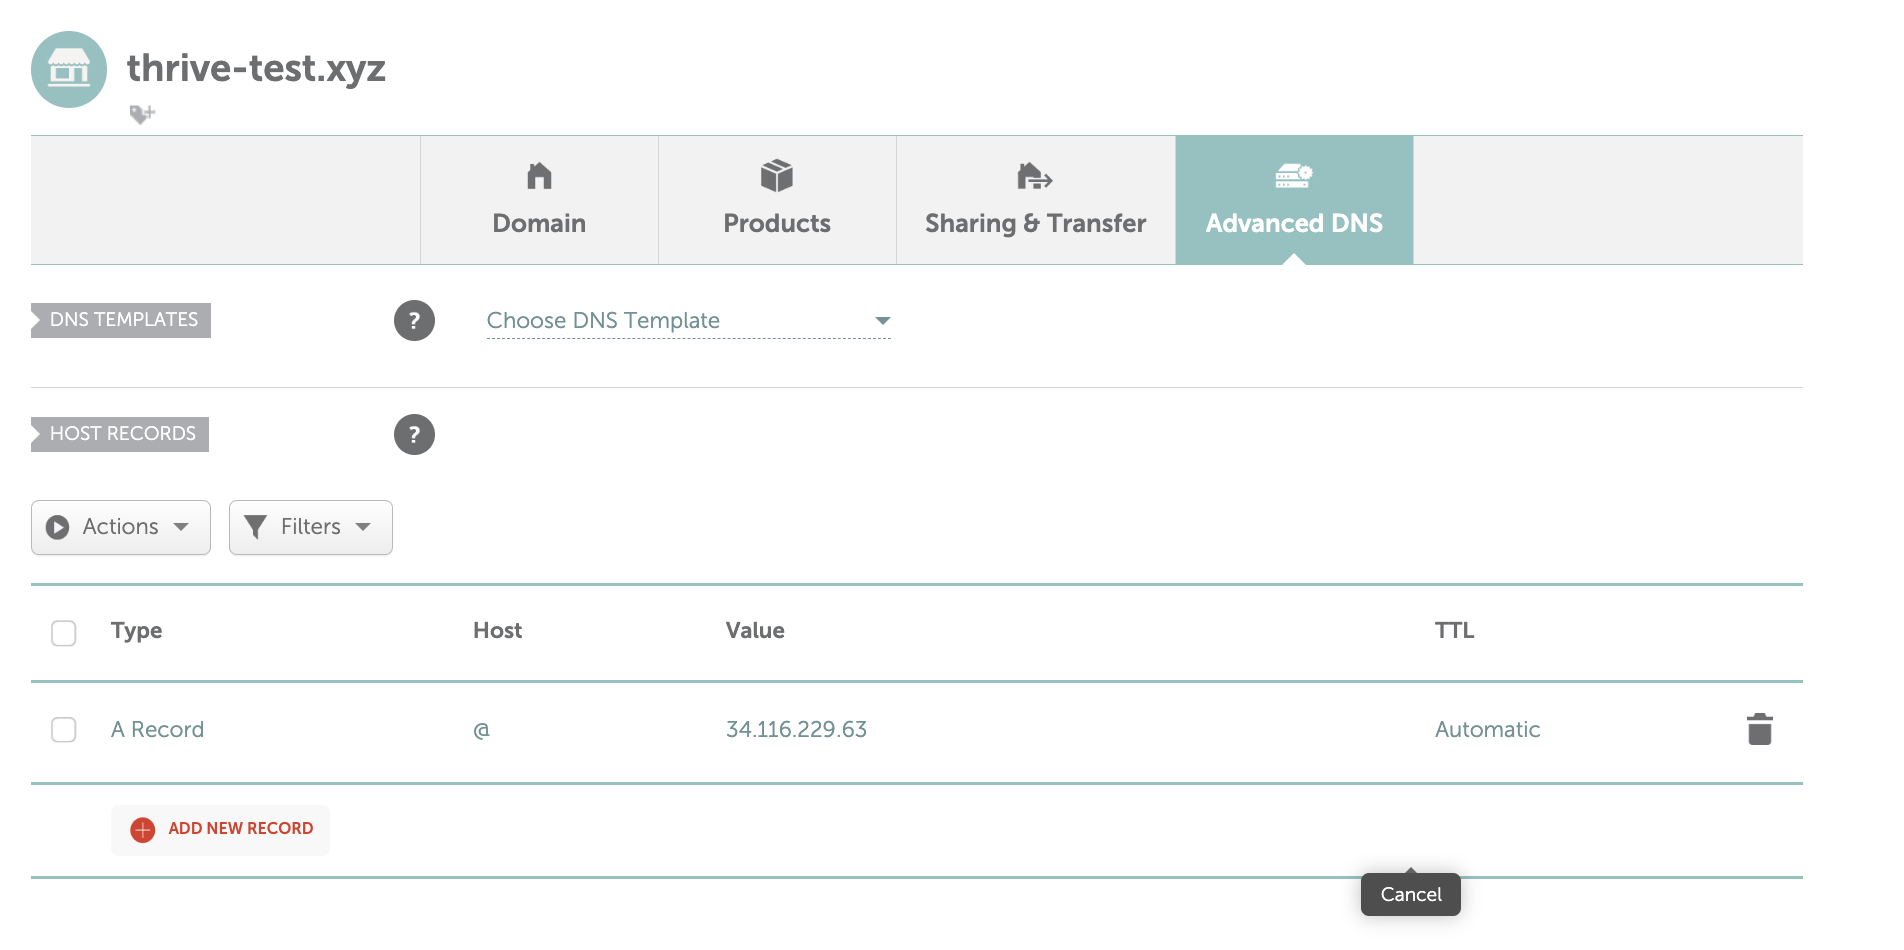 thrive-test.xyz
Domain
Products
Sharing & Transfer
Advanced DNS
DNS TEMPLATES
?
Choose DNS Template
HOST RECORDS
?
Actions
Filters
Type Host Value TTL
A Record @ 34.116.229.63 Automatic
ADD NEW RECORD
Cancel